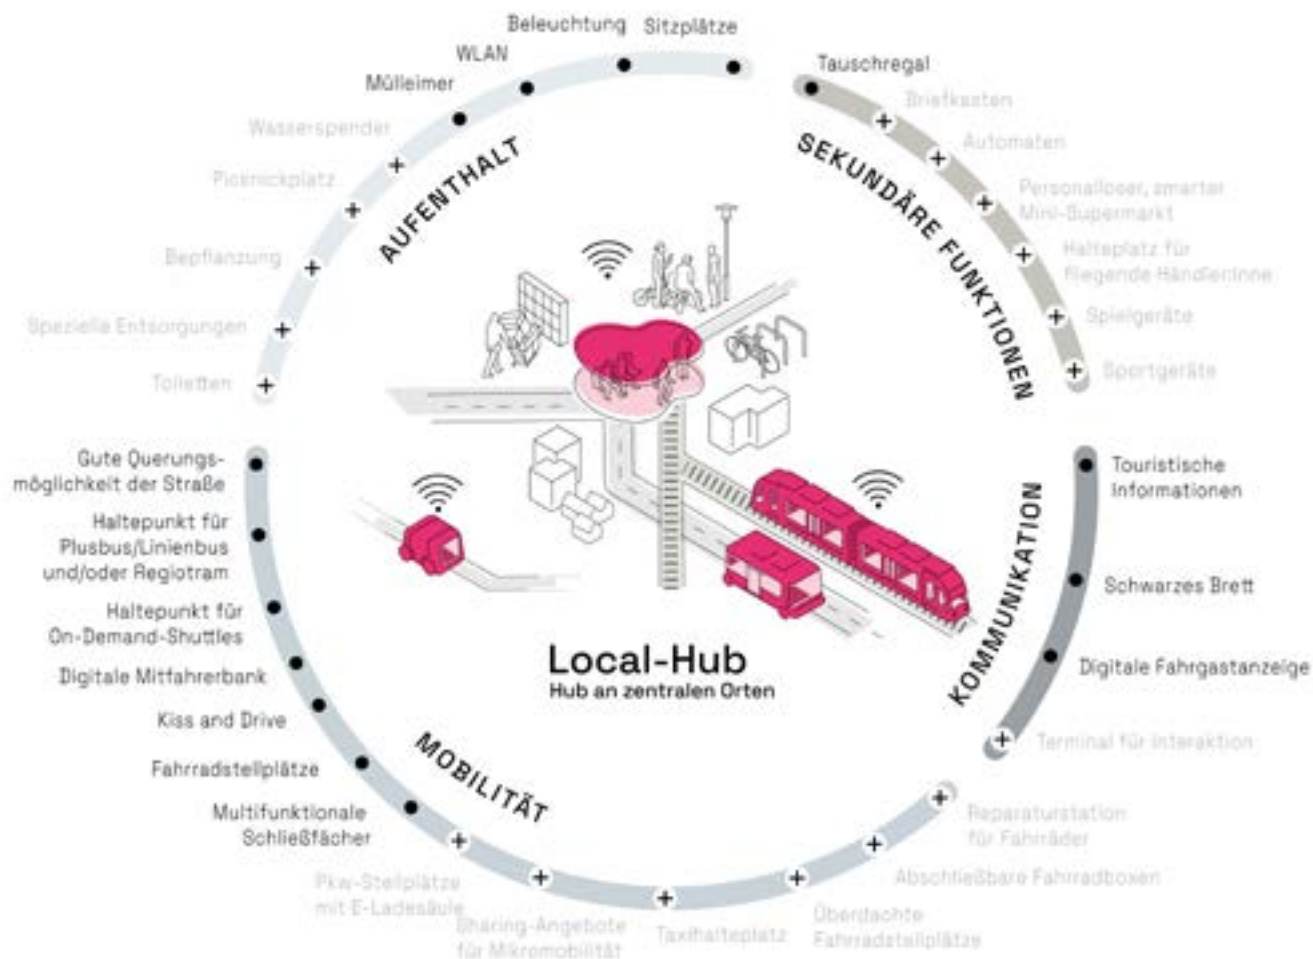 Beleuchtung
Sitzplätze
WLAN
Mülleimer
Wasserspender
Picknickplatz
Bepflanzung
Spezielle Entsorgungen
Toiletten
AUFENTHALT
Tauschregal
Briefkasten
Automaten
Personalloser, smarter
Mini-Supermarkt
Halteplatz für
fliegende HändlerInne
Spielgeräte
Sportgeräte
SEKUNDÄRE FUNKTIONEN
Touristische
Informationen
Schwarzes Brett
Digitale Fahrgastanzeige
Terminal für Interaktion
KOMMUNIKATION
Local-Hub
Hub an zentralen Orten
Gute Querungs-
möglichkeit der Straße
Haltepunkt für
Plusbus/Linienbus
und/oder Regiotram
Haltepunkt für
On-Demand-Shuttles
Digitale Mitfahrerbank
Kiss and Drive
Fahrradstellplätze
Multifunktionale
Schließfächer
Pkw-Stellplätze
mit E-Ladesäule
Sharing-Angebote
für Mikromobilität
Taxihalteplatz
Überdachte
Fahrradstellplätze
Abschließbare Fahrradboxen
Reparaturstation
für Fahrräder
MOBILITÄT